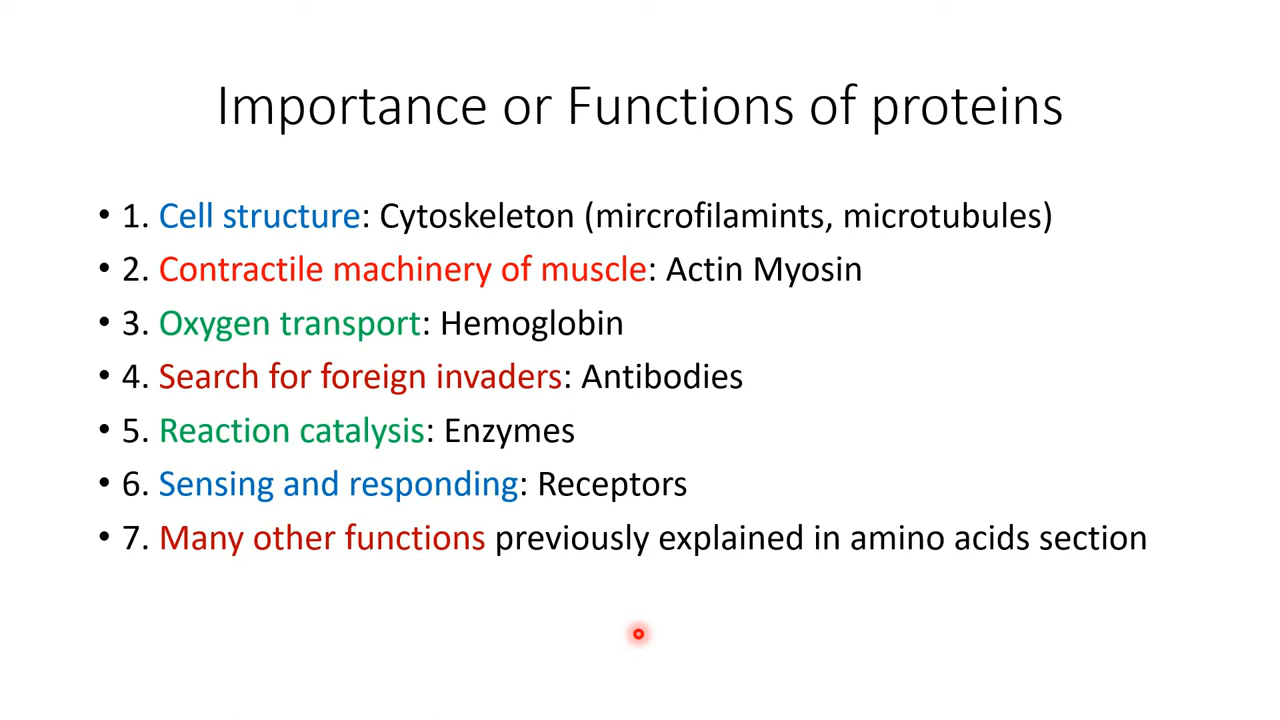 Importance or Functions of proteins
• 1. Cell structure: Cytoskeleton (mircrofilamints, microtubules)
• 2. Contractile machinery of muscle: Actin Myosin
• 3. Oxygen transport: Hemoglobin
• 4. Search for foreign invaders: Antibodies
• 5. Reaction catalysis: Enzymes
• 6. Sensing and responding: Receptors
• 7. Many other functions previously explained in amino acids section